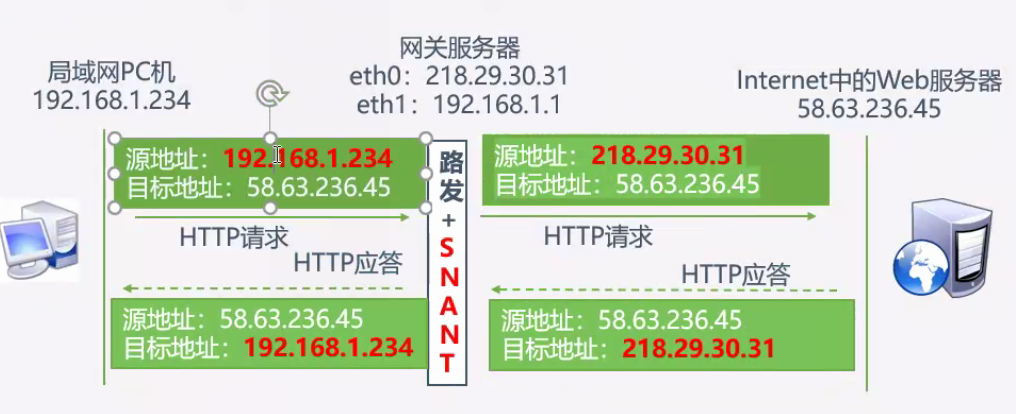 局域网PC机
192.168.1.234
网关服务器
eth0：218.29.30.31
eth1：192.168.1.1
Internet中的Web服务器
58.63.236.45
源地址：192.168.1.234
目标地址：58.63.236.45
HTTP请求
HTTP应答
源地址：58.63.236.45
目标地址：192.168.1.234
路发+SNANT
源地址：218.29.30.31
目标地址：58.63.236.45
HTTP请求
HTTP应答
源地址：58.63.236.45
目标地址：218.29.30.31